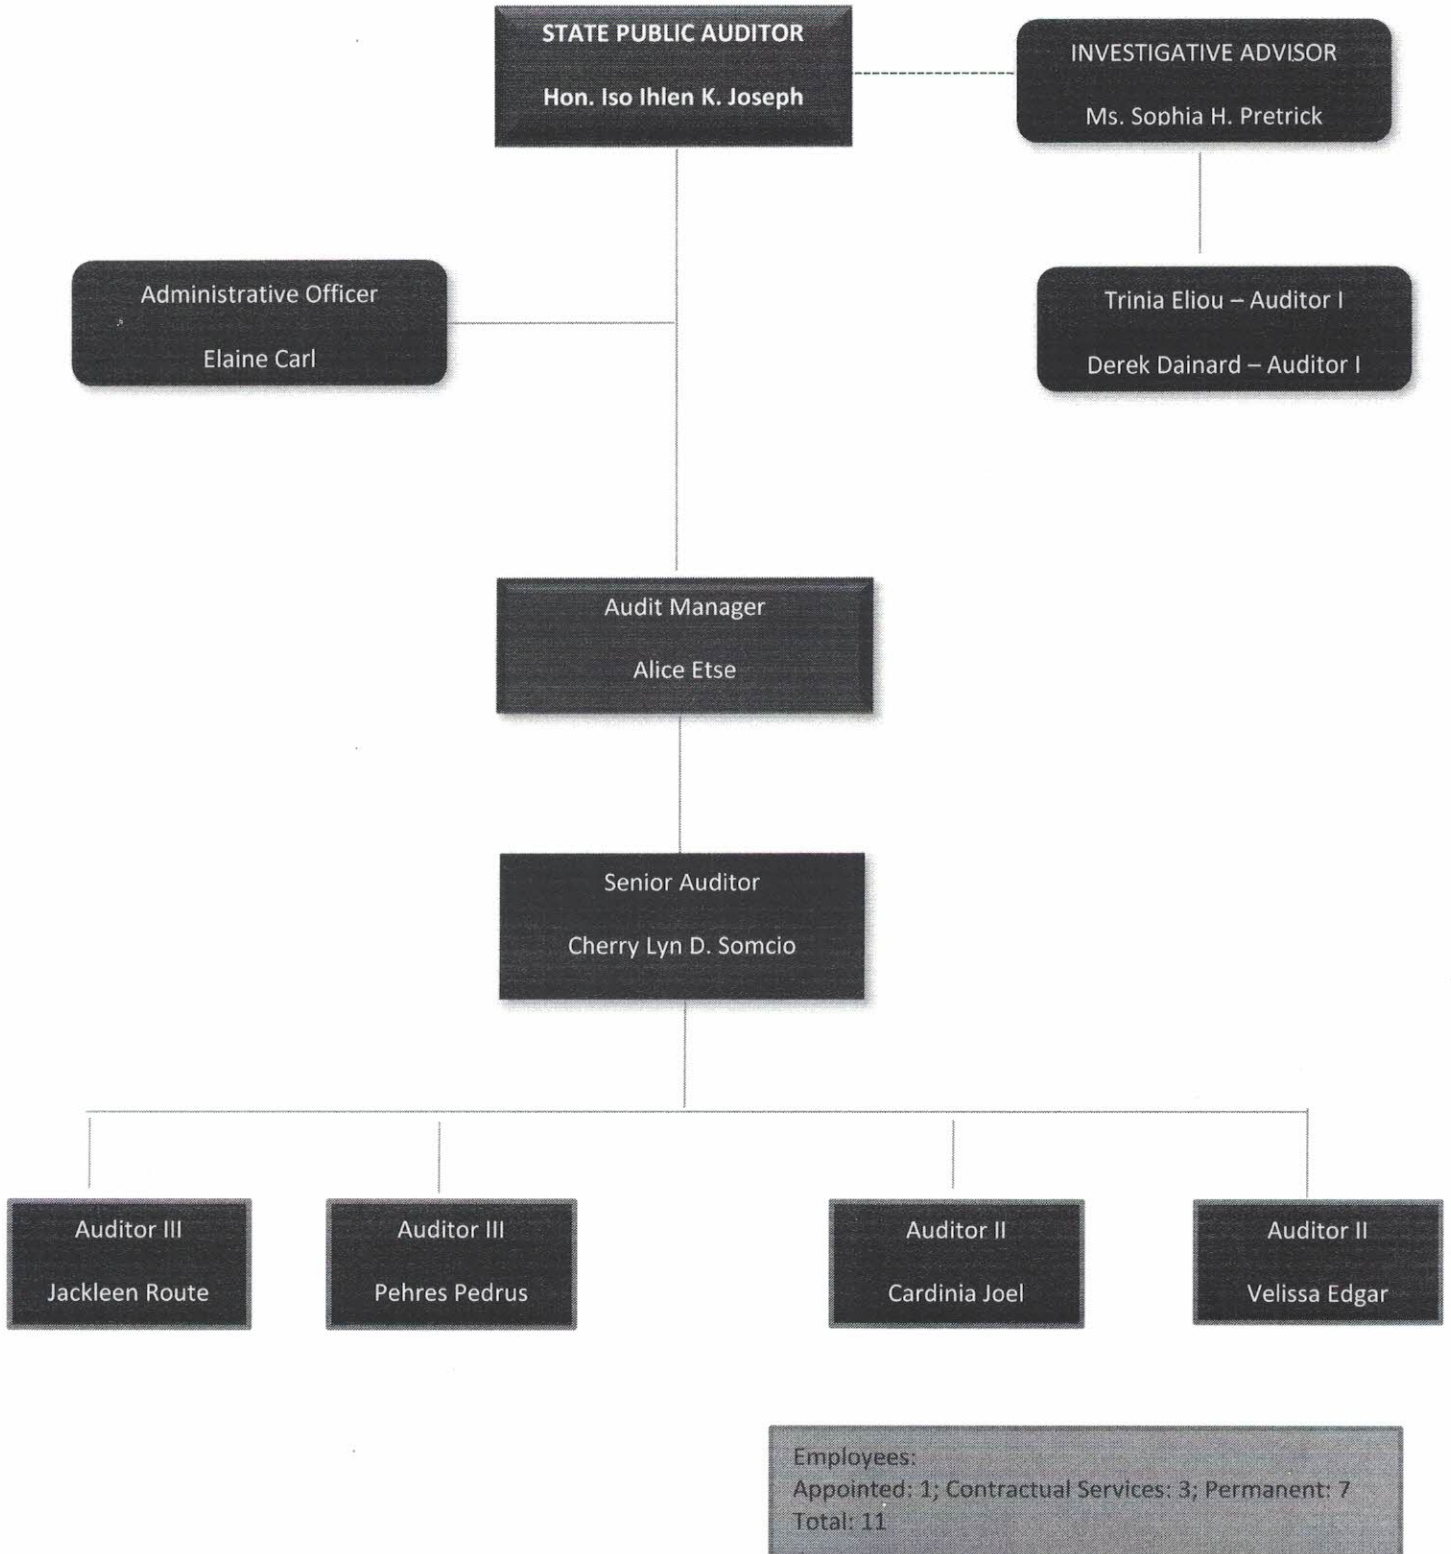 STATE PUBLIC AUDITOR
Hon. Iso Ihlen K. Joseph
INVESTIGATIVE ADVISOR
Ms. Sophia H. Pretrick
Administrative Officer
Elaine Carl
Trinia Eliou – Auditor I
Derek Dainard – Auditor I
Audit Manager
Alice Etse
Senior Auditor
Cherry Lyn D. Somcio
Auditor III
Jackleen Route
Auditor III
Pehres Pedrus
Auditor II
Cardinia Joel
Auditor II
Velissa Edgar
Employees:
Appointed: 1; Contractual Services: 3; Permanent: 7
Total: 11